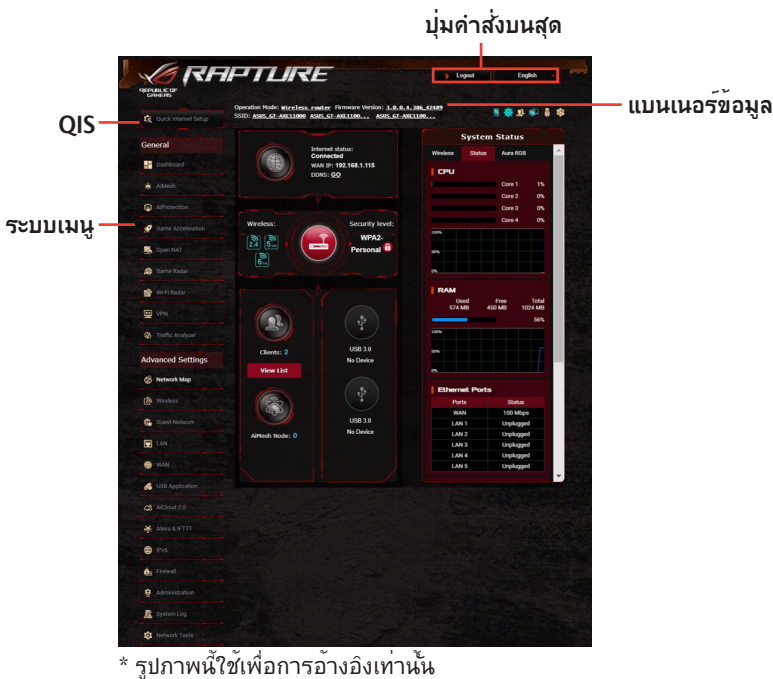 ปุ่มคำสั่งบนสุด
RAPTURE
REPUBLIC OF
GAMERS
Logout English
Operation Mode: Wireless router Firmware Version: 3.0.0.4.386_42489
SSID: ASUS_GT-AXE11000 ASUS_GT-AXE1100... ASUS_GT-AXE1100...
แบนเนอร์ข้อมูล
QIS
Quick Internet Setup
General
Dashboard
AiMesh
AiProtection
ระบบเมนู
Game Acceleration
Open NAT
Game Radar
Wi-Fi Radar
VPN
Traffic Analyzer
Advanced Settings
Network Map
Wireless
Guest Network
LAN
WAN
USB Application
AiCloud 2.0
Alexa & IFTTT
IPv6
Firewall
Administration
System Log
Network Tools
Internet status:
Connected
WAN IP: 192.168.1.115
DDNS: GO
Wireless:
2.4 5 6
Security level:
WPA2-
Personal
Clients: 2
View List
AiMesh Node: 0
USB 3.0
No Device
USB 3.0
No Device
System Status
Wireless Status Aura RGB
CPU
Core 1 1%
Core 2 0%
Core 3 0%
Core 4 0%
100%
50%
0%
RAM
Used Free Total
574 MB 450 MB 1024 MB
56%
100%
50%
0%
Ethernet Ports
Ports Status
WAN 100 Mbps
LAN 1 Unplugged
LAN 2 Unplugged
LAN 3 Unplugged
LAN 4 Unplugged
LAN 5 Unplugged
* รูปภาพนี้ใช้เพื่อการอ้างอิงเท่านั้น